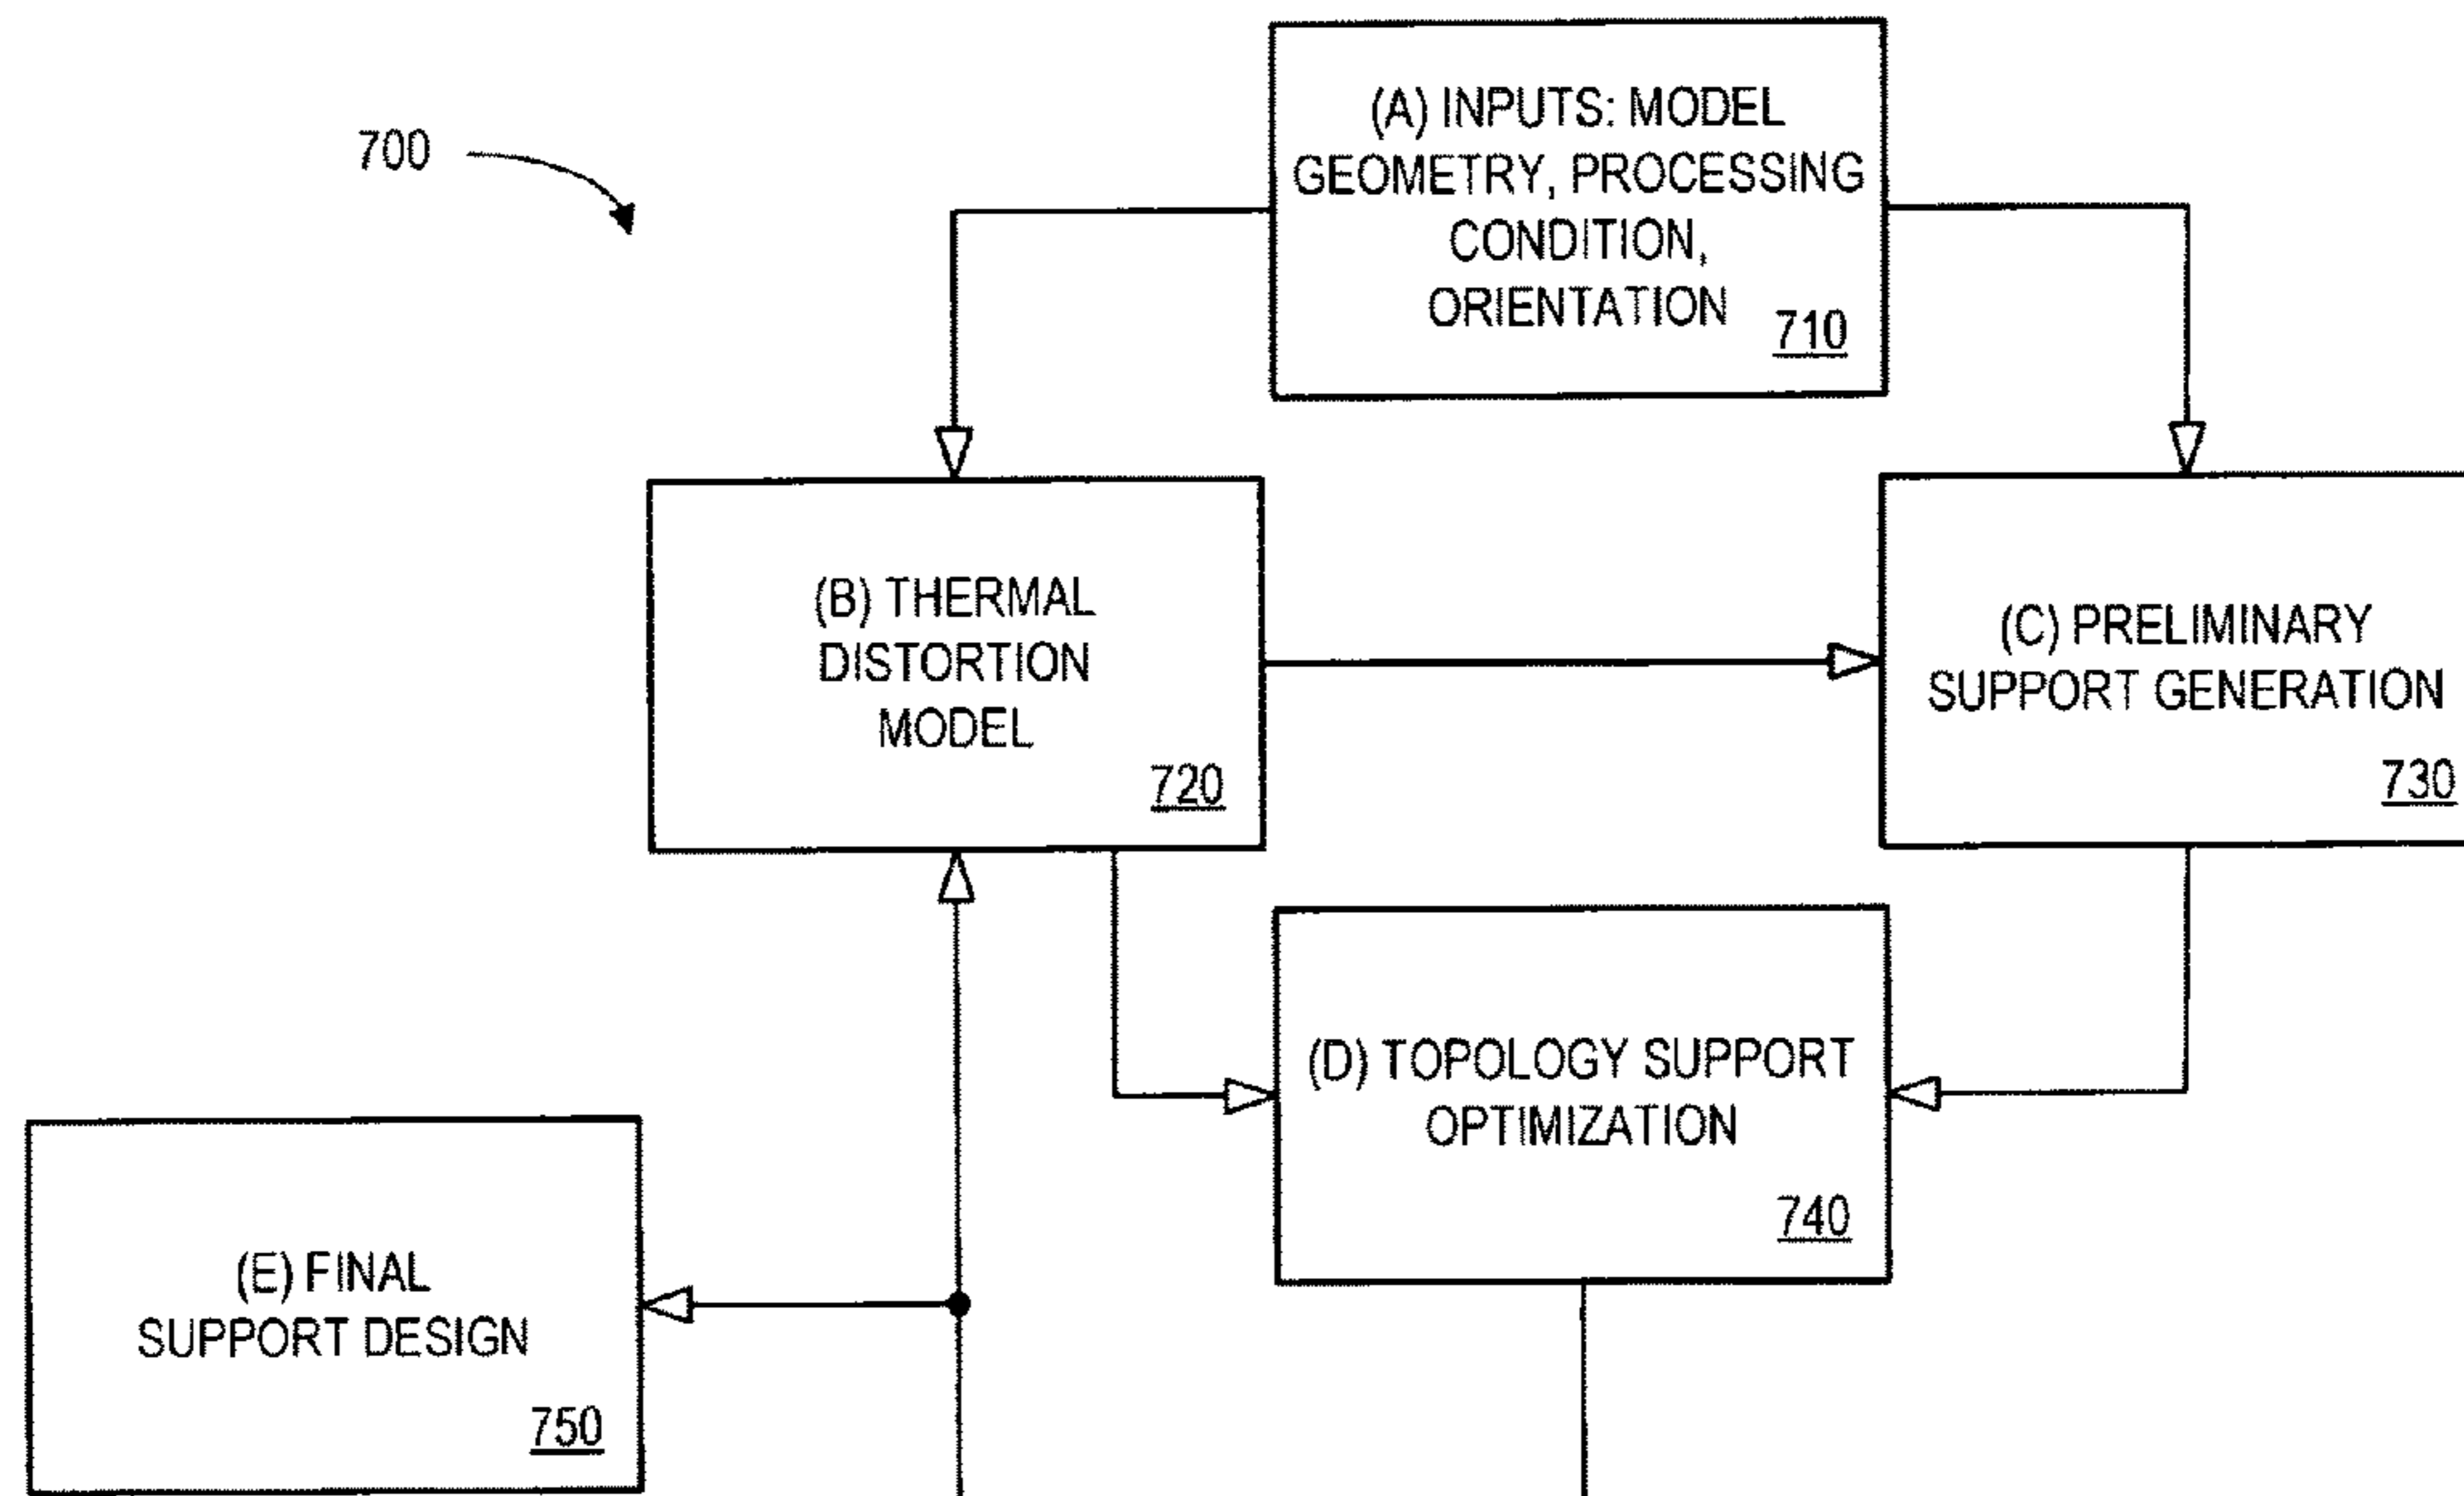 700
(A) INPUTS: MODEL
GEOMETRY, PROCESSING
CONDITION,
ORIENTATION
710
(B) THERMAL
DISTORTION
MODEL
720
(C) PRELIMINARY
SUPPORT GENERATION
730
(D) TOPOLOGY SUPPORT
OPTIMIZATION
740
(E) FINAL
SUPPORT DESIGN
750